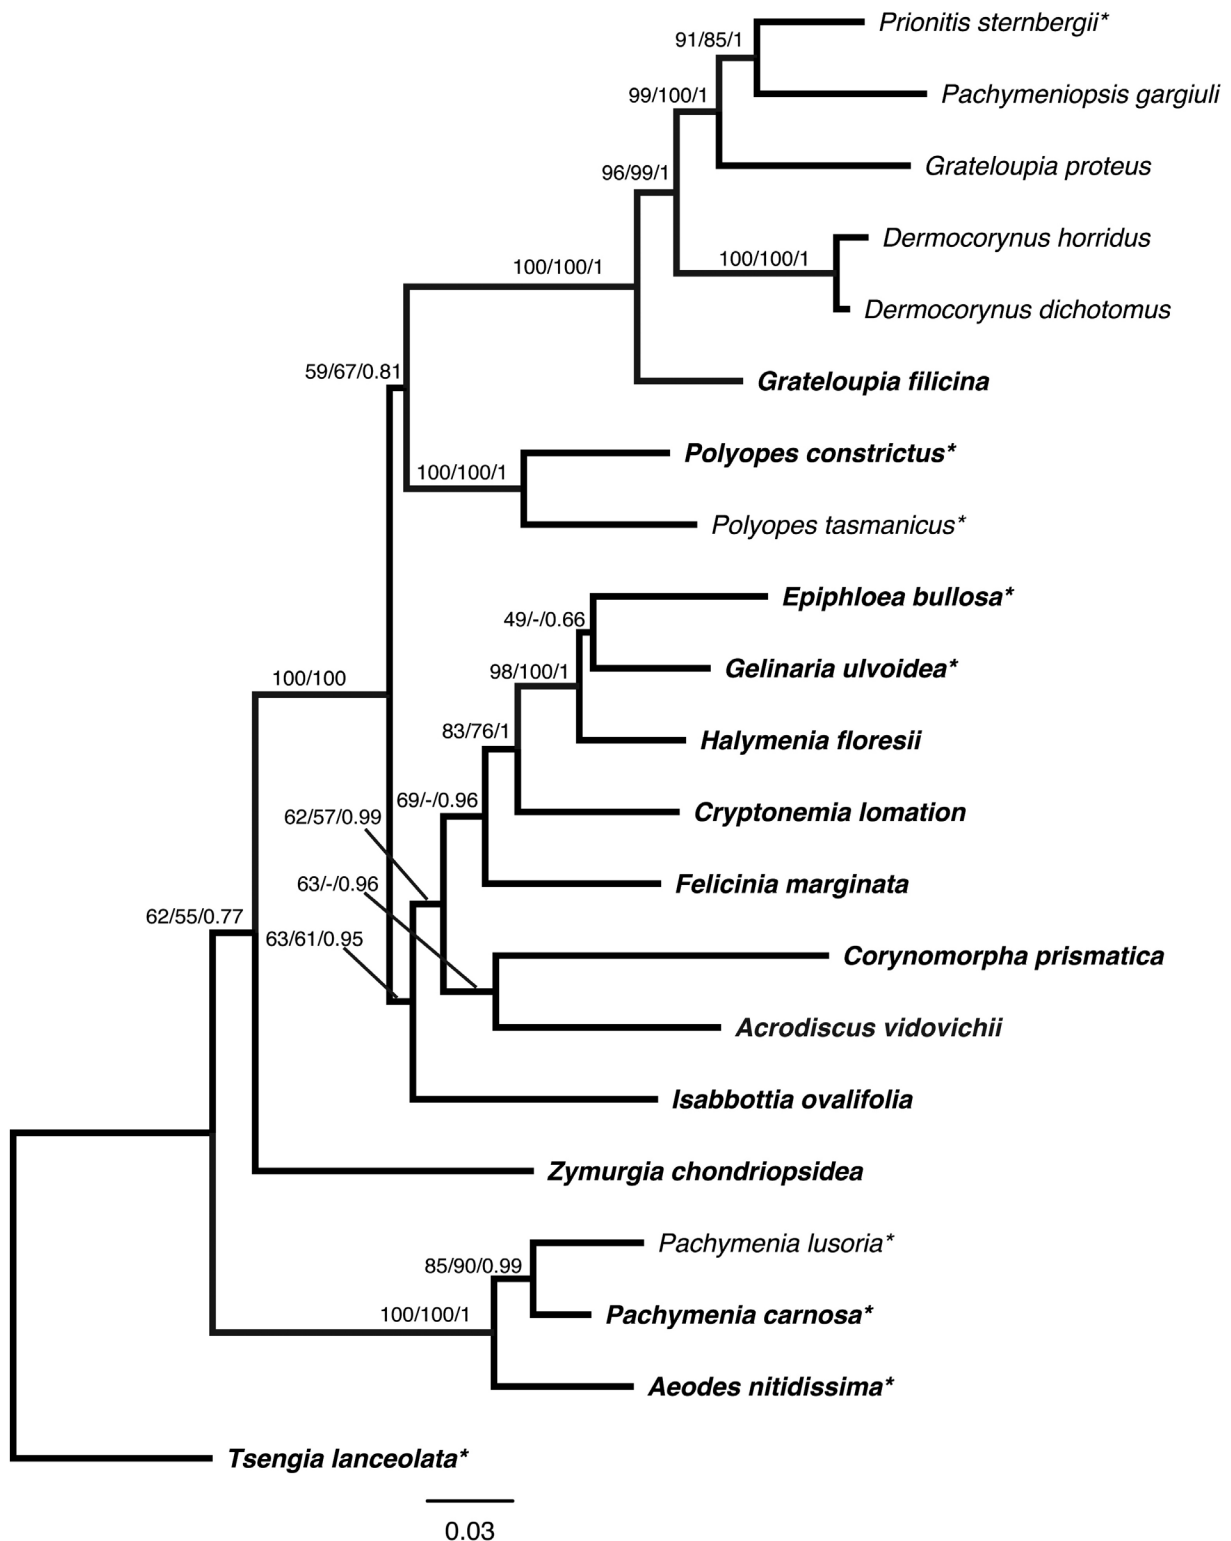 Prionitis sternbergii*
91/85/1
Pachymeniopsis gargiuli
99/100/1
Grateloupia proteus
96/99/1
Dermocorynus horridus
100/100/1
100/100/1
Dermocorynus dichotomus
59/67/0.81
Grateloupia filicina
Polyopes constrictus*
100/100/1
Polyopes tasmanicus*
Epiphloea bullosa*
49/-/0.66
Gelinaria ulvoidea*
98/100/1
100/100
83/76/1
Halymenia floresii
69/-/0.96
Cryptonemia lomation
62/57/0.99
63/-/0.96
Felicinia marginata
62/55/0.77
63/61/0.95
Corynomorpha prismatica
Acrodiscus vidovichii
Isabbottia ovalifolia
Zymurgia chondriopsidea
Pachymenia lusoria*
85/90/0.99
100/100/1
Pachymenia carnosa*
Aeodes nitidissima*
Tsengia lanceolata*
0.03